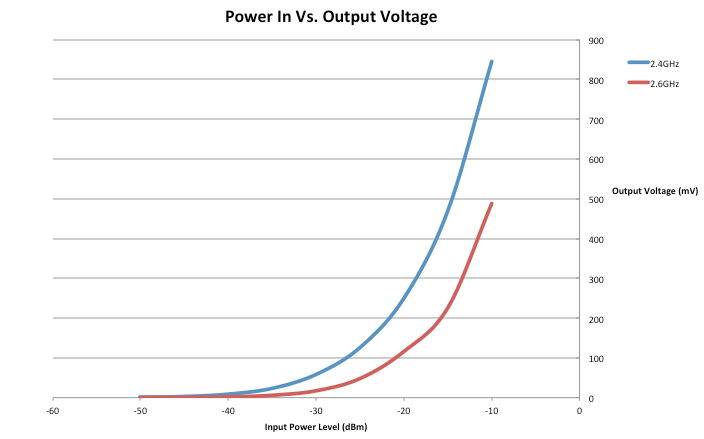 Power In Vs. Output Voltage
900
800
700
600
500
400
300
200
100
0
2.4GHz
2.6GHz
Output Voltage (mV)
-60 -50 -40 -30 -20 -10 0
Input Power Level (dBm)